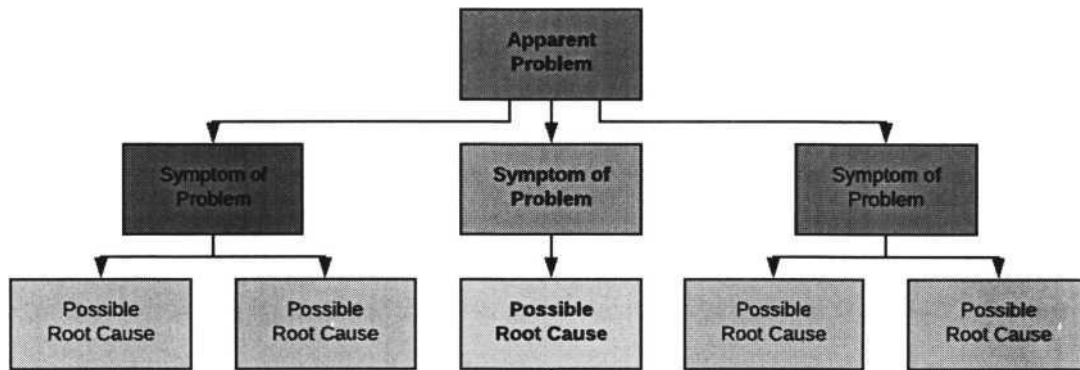 Apparent
Problem
Symptom of
Problem
Symptom of
Problem
Symptom of
Problem
Possible
Root Cause
Possible
Root Cause
Possible
Root Cause
Possible
Root Cause
Possible
Root Cause